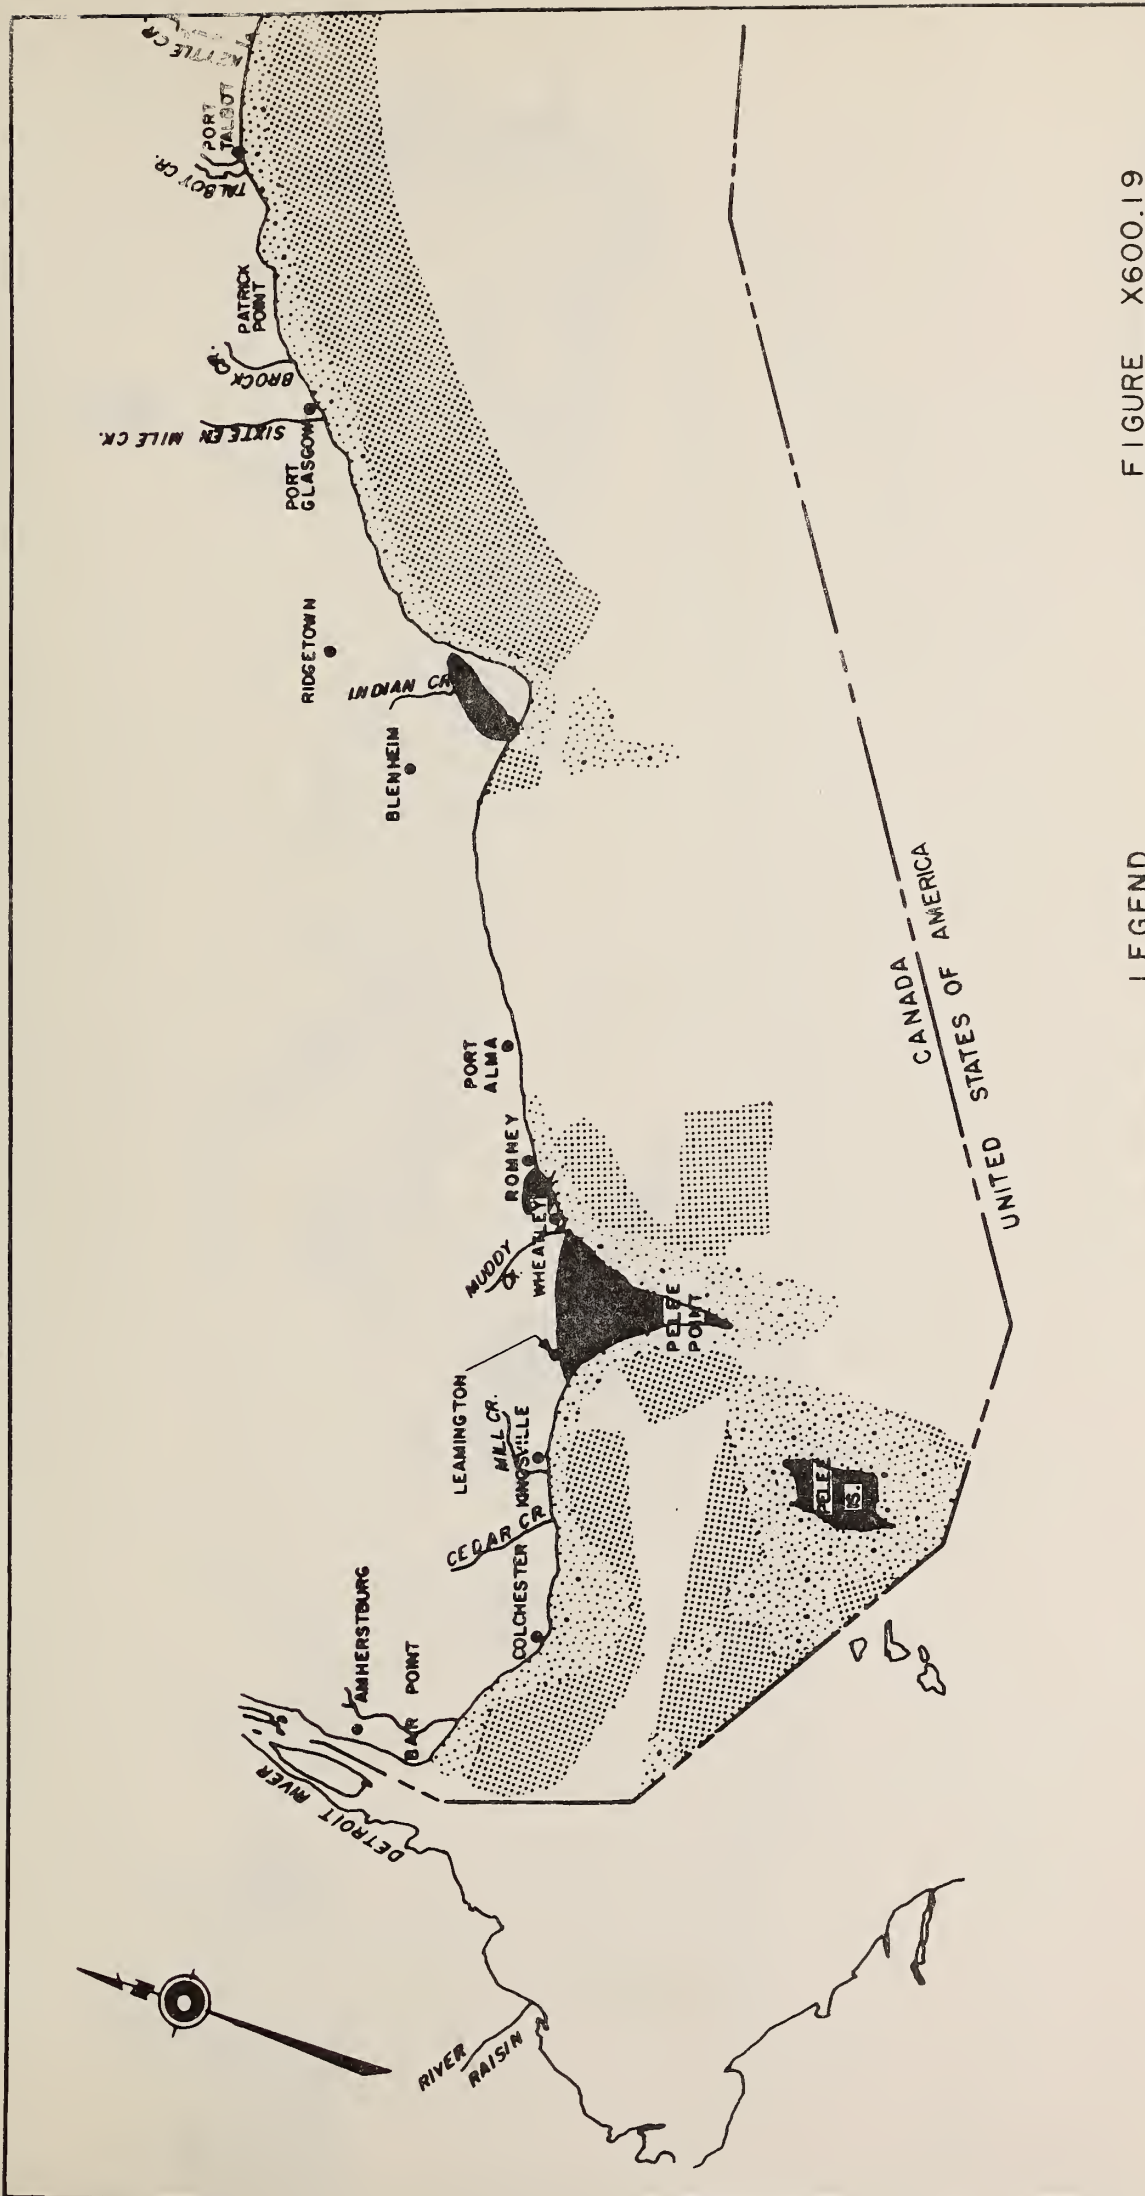 KETTLE CR.
PORT
TALBOT
TALBOT CR.
PATRICK
POINT
BROCK
CR.
SIXTEEN MILE CK.
PORT
GLASGOW
RIDGETOWN
INDIAN CR
BLENHEIM
PORT
ALMA
ROMNEY
WHEATLEY
MUDDY
CR.
PELEE
POINT
LEAMINGTON
MILL CR.
KINGSVILLE
CEDAR CR
COLCHESTER
PELEE
IS.
AMHERSTBURG
BAR POINT
DETROIT RIVER
RIVER
RAISIN
N
CANADA
UNITED STATES OF AMERICA
LEGEND
FIGURE X600.19